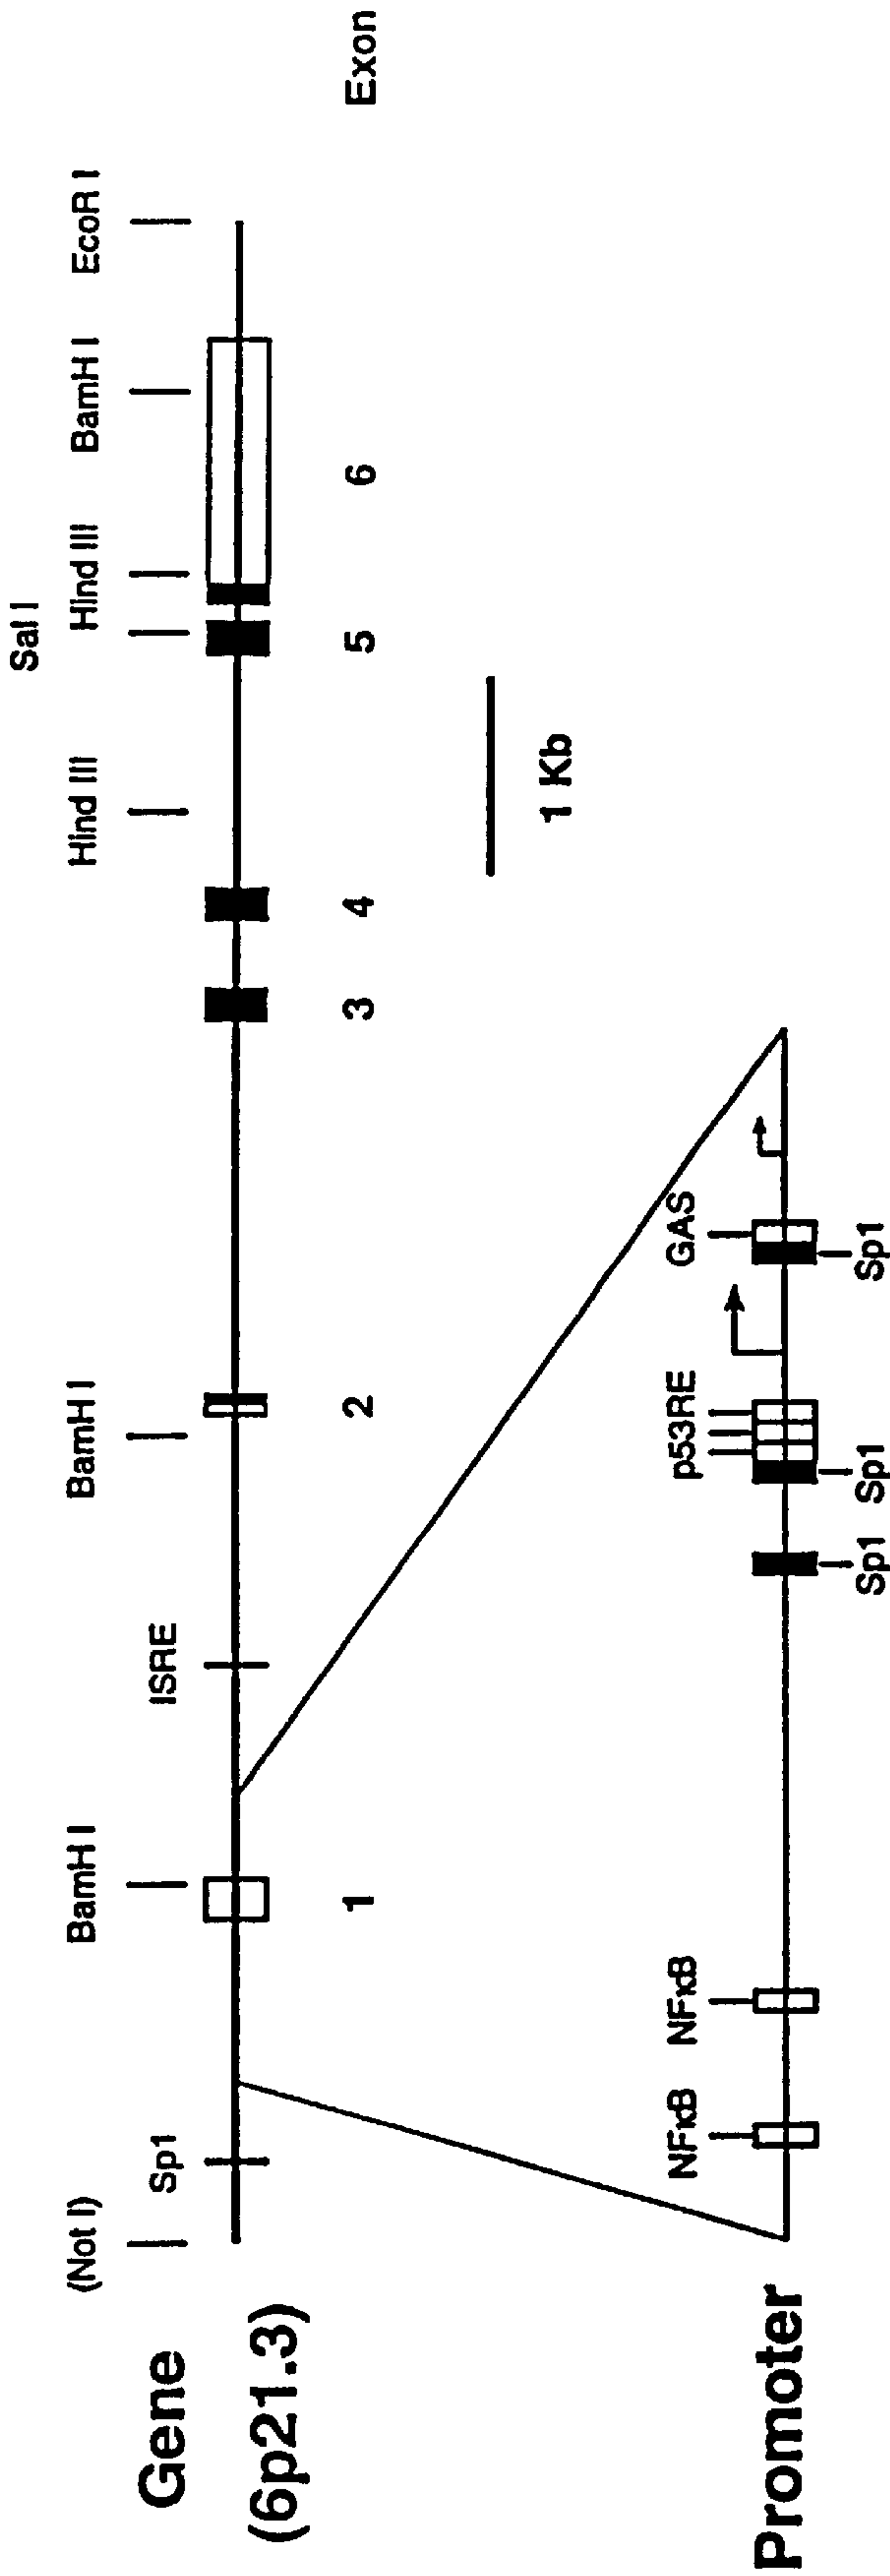 Sal I
(Not I) BamH I BamH I Hind III Hind III BamH I EcoR I
Sp1 ISRE
Gene
(6p21.3)
1 2 3 4 5 6 Exon
1 Kb
NFκB NFκB p53RE GAS
Promoter
Sp1 Sp1 Sp1